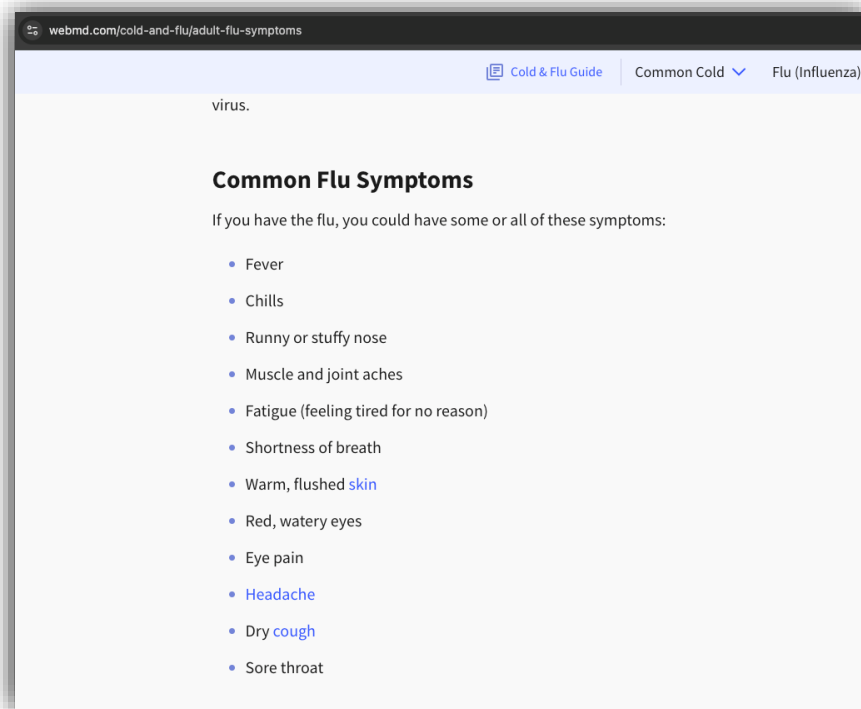 webmd.com/cold-and-flu/adult-flu-symptoms
Cold & Flu Guide
Common Cold
Flu (Influenza)
virus.
Common Flu Symptoms
If you have the flu, you could have some or all of these symptoms:
Fever
Chills
Runny or stuffy nose
Muscle and joint aches
Fatigue (feeling tired for no reason)
Shortness of breath
Warm, flushed skin
Red, watery eyes
Eye pain
Headache
Dry cough
Sore throat